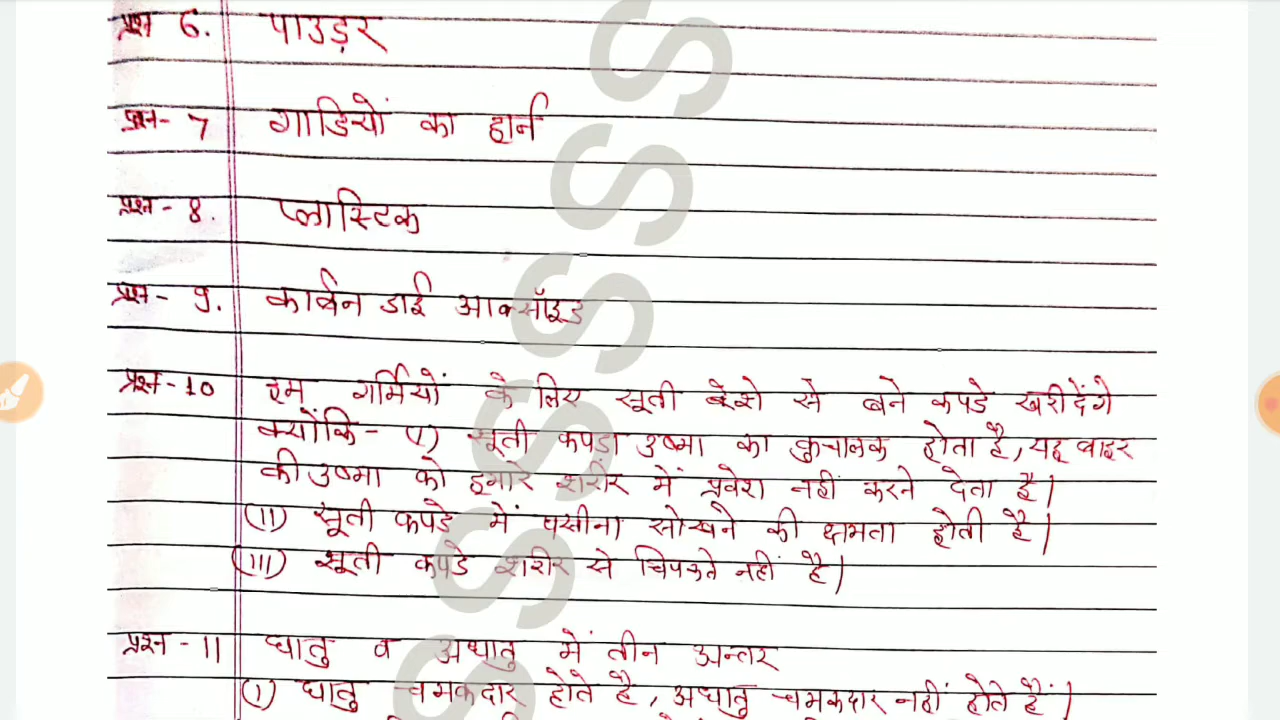 प्रश्न 6. पाउड़र
प्रश्न - 7 गाडियों का हार्न
प्रश्न - 8. प्लास्टिक
प्रश्न - 9. कार्बन डाई आक्सॉइड
प्रश्न - 10 हम गर्मियों के लिए सूती रेशे से बने कपडे खरीदेंगे
क्योंकि - (I) सूती कपडा उष्मा का कुचालक होता है, यह बाहर
की उष्मा को हमारे शरीर में प्रवेश नहीं करने देता है।
(II) सूती कपडे में पसीना सोखने की क्षमता होती है।
(III) सूती कपडे शरीर से चिपकते नहीं है।
प्रश्न - 11 धातु व अधातु में तीन अन्तर
(I) धातु चमकदार होते है, अधातु चमकदार नहीं होते हैं।